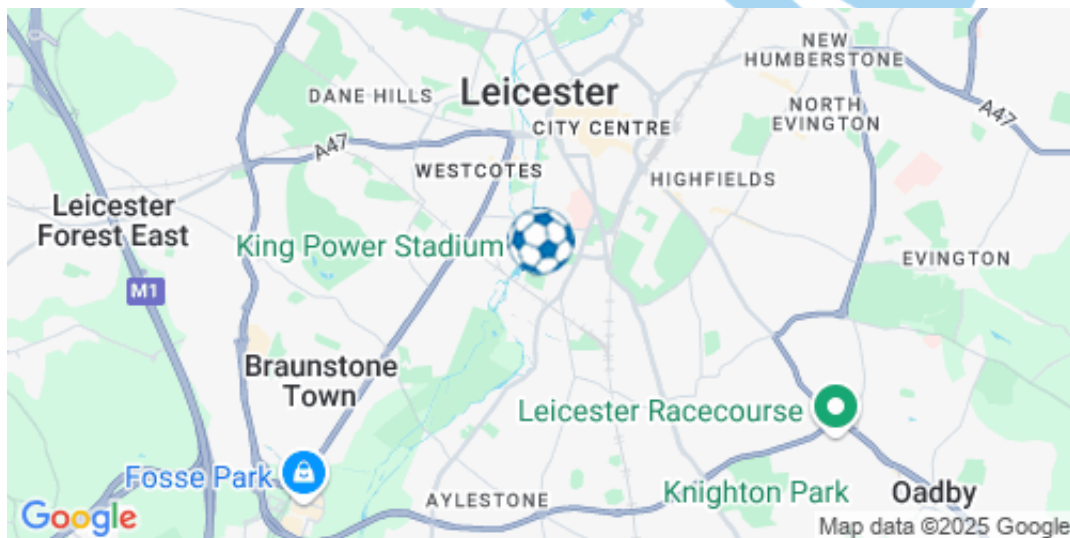 NEW
HUMBERSTONE
DANE HILLS
Leicester
NORTH
EVINGTON
A47
CITY CENTRE
A47
WESTCOTES
HIGHFIELDS
Leicester
Forest East
King Power Stadium
EVINGTON
M1
Braunstone
Town
Leicester Racecourse
Fosse Park
AYLESTONE
Knighton Park
Oadby
Google
Map data ©2025 Google